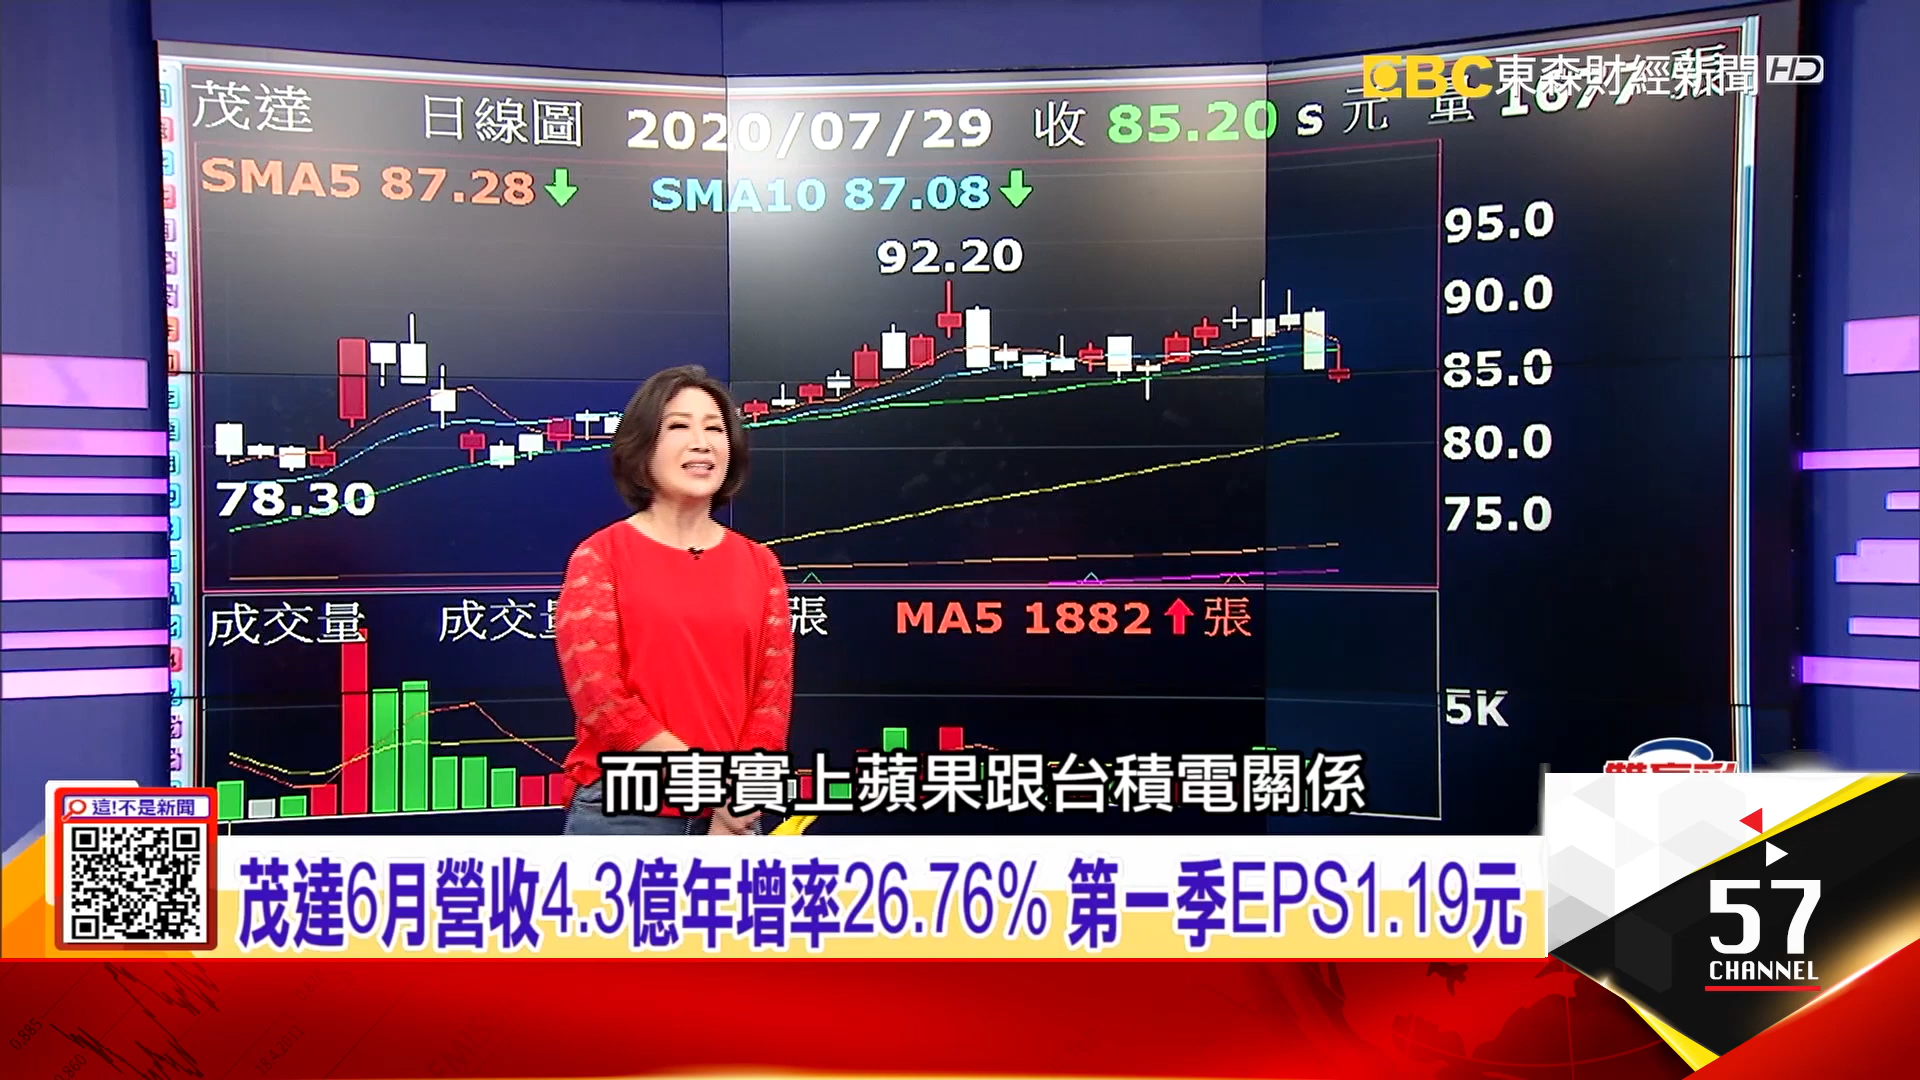 EBC 東森財經新聞 HD
茂達 日線圖 2020/07/29 收 85.20 s 元 量 1677 張
SMA5 87.28↓ SMA10 87.08↓
92.20
95.0
90.0
85.0
80.0
78.30
75.0
成交量 張 MA5 1882↑張
5K
而事實上蘋果跟台積電關係
這!不是新聞
茂達6月營收4.3億年增率26.76% 第一季EPS1.19元
57
CHANNEL